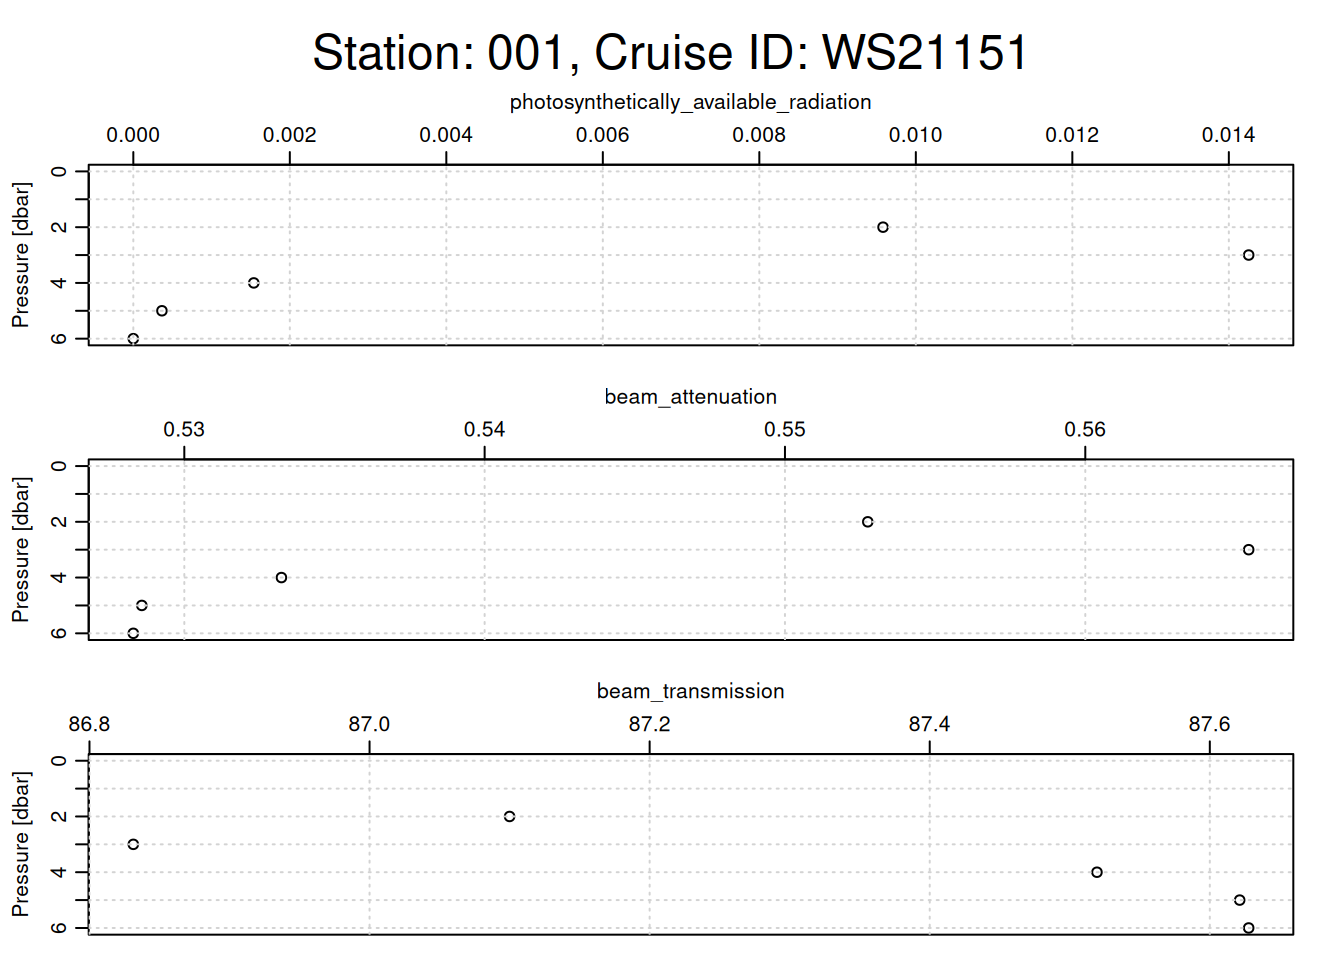 Station: 001, Cruise ID: WS21151
photosynthetically_available_radiation
0.000 0.002 0.004 0.006 0.008 0.010 0.012 0.014
Pressure [dbar]
0
2
4
6
beam_attenuation
0.53 0.54 0.55 0.56
Pressure [dbar]
0
2
4
6
beam_transmission
86.8 87.0 87.2 87.4 87.6
Pressure [dbar]
0
2
4
6